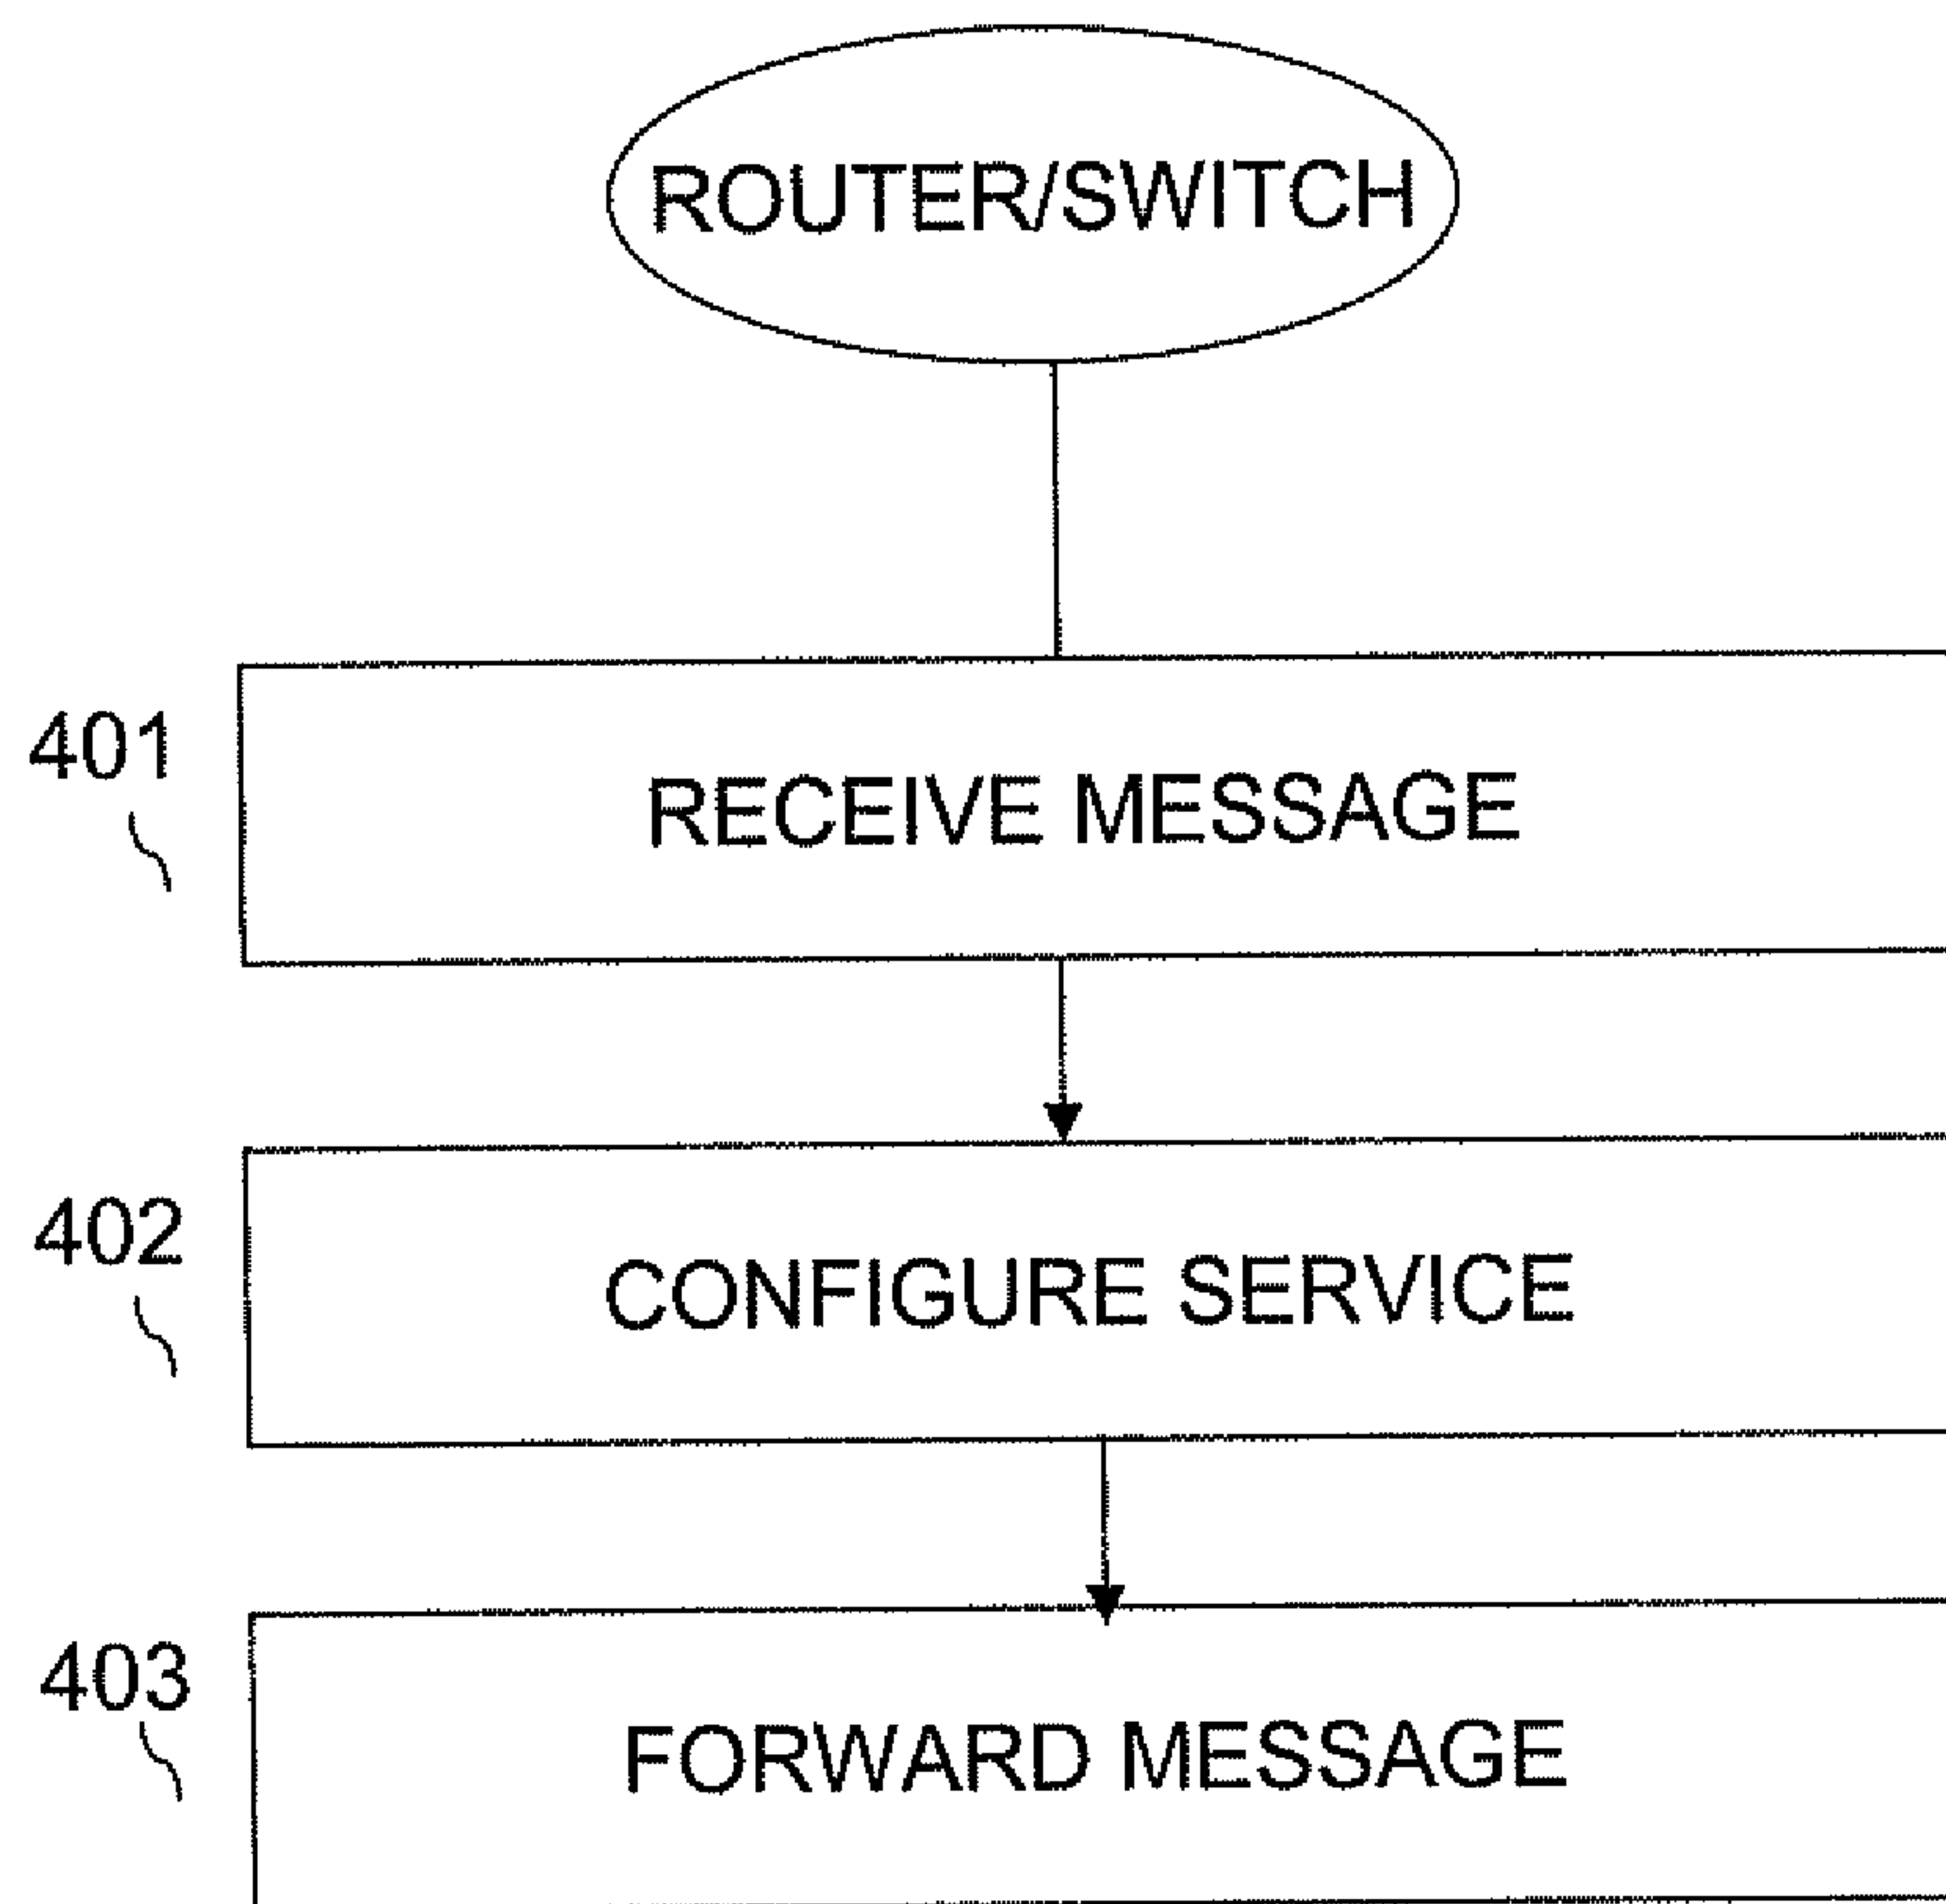 ROUTER/SWITCH
401
RECEIVE MESSAGE
402
CONFIGURE SERVICE
403
FORWARD MESSAGE